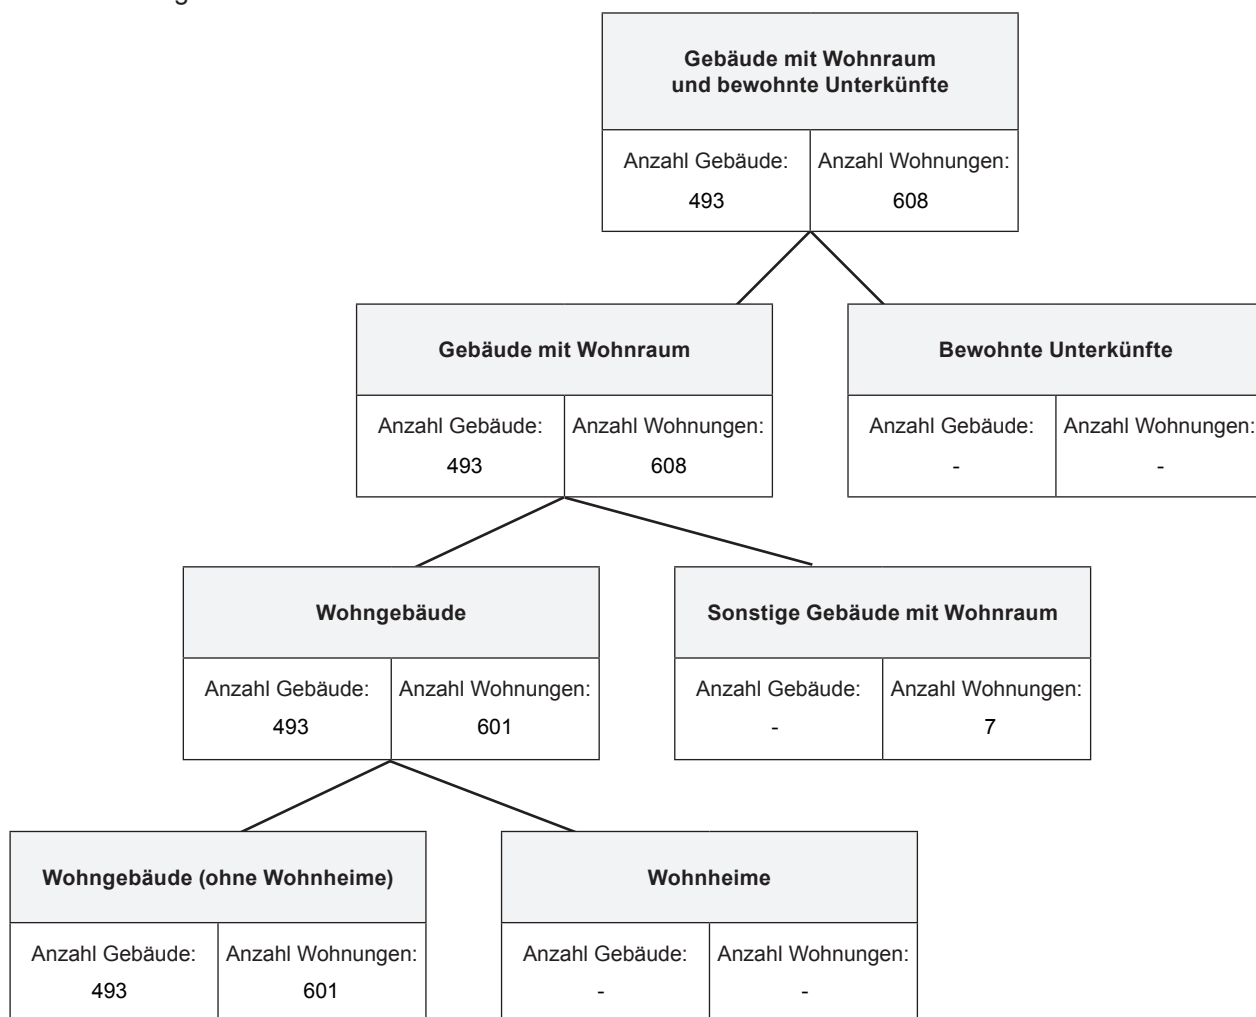 Gebäude mit Wohnraum
und bewohnte Unterkünfte
Anzahl Gebäude: Anzahl Wohnungen:
493 608
Gebäude mit Wohnraum
Anzahl Gebäude: Anzahl Wohnungen:
493 608
Bewohnte Unterkünfte
Anzahl Gebäude: Anzahl Wohnungen:
- -
Wohngebäude
Anzahl Gebäude: Anzahl Wohnungen:
493 601
Sonstige Gebäude mit Wohnraum
Anzahl Gebäude: Anzahl Wohnungen:
- 7
Wohngebäude (ohne Wohnheime)
Anzahl Gebäude: Anzahl Wohnungen:
493 601
Wohnheime
Anzahl Gebäude: Anzahl Wohnungen:
- -